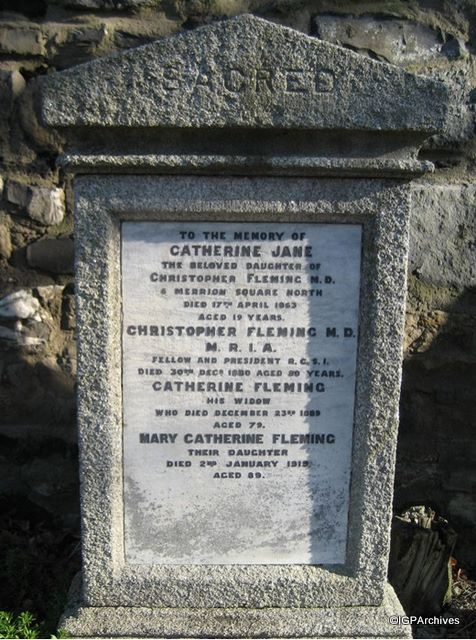 SACRED
TO THE MEMORY OF
CATHERINE JANE
THE BELOVED DAUGHTER OF
CHRISTOPHER FLEMING M.D.
6 MERRION SQUARE NORTH
DIED 17TH APRIL 1863
AGED 19 YEARS.
CHRISTOPHER FLEMING M.D.
M.R.I.A.
FELLOW AND PRESIDENT R.C.S.I.
DIED 30TH DECR 1880 AGED 80 YEARS.
CATHERINE FLEMING
HIS WIDOW
WHO DIED DECEMBER 23RD 1889
AGED 79.
MARY CATHERINE FLEMING
THEIR DAUGHTER
DIED 2ND JANUARY 1919.
AGED 89.
©IGPArchives